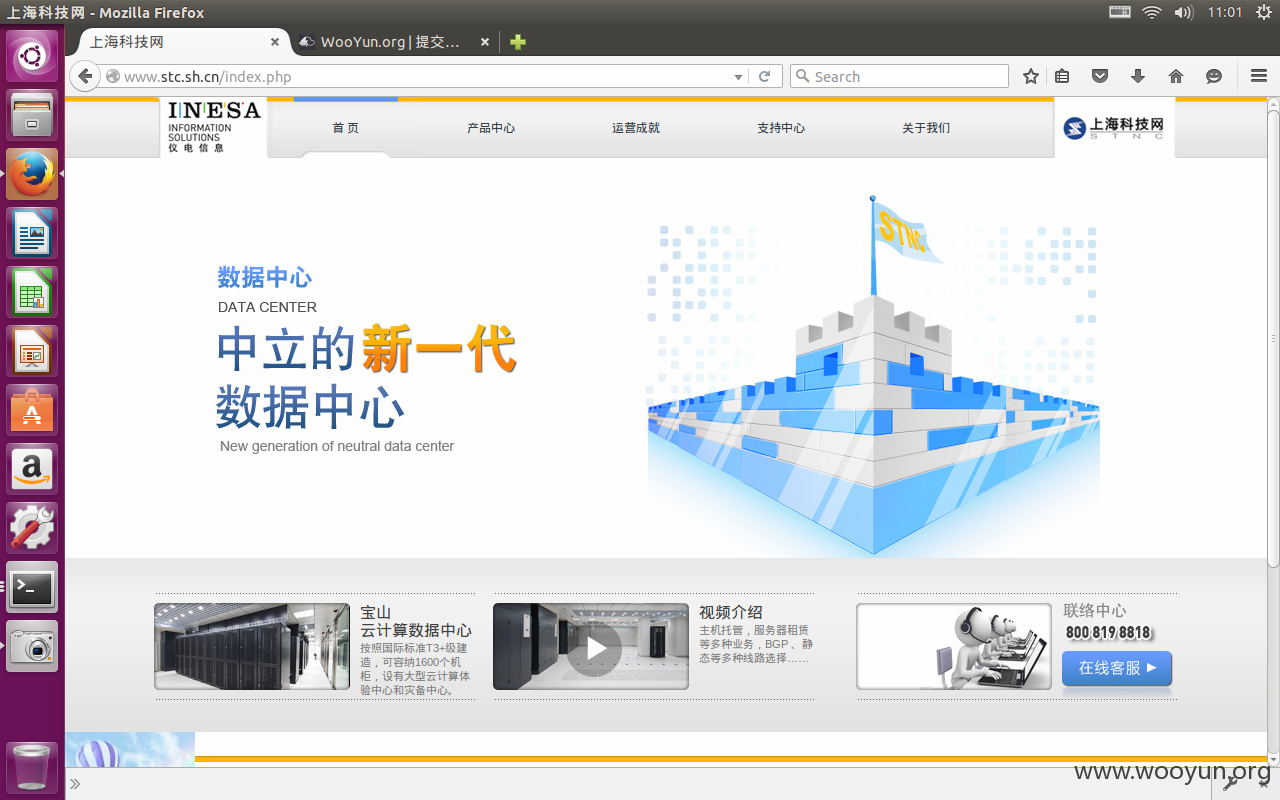 上海科技网 - Mozilla Firefox
11:01
上海科技网
WooYun.org | 提交...
www.stc.sh.cn/index.php
Search
INESA
INFORMATION
SOLUTIONS
仪电信息
首 页
产品中心
运营成就
支持中心
关于我们
上海科技网
STNC
STNC
数据中心
DATA CENTER
中立的新一代
数据中心
New generation of neutral data center
宝山
云计算数据中心
按照国际标准T3+级建
造，可容纳1600个机
柜，设有大型云计算体
验中心和灾备中心。
视频介绍
主机托管，服务器租赁
等多种业务，BGP 、静
态等多种线路选择……
联络中心
800 819 8818
在线客服
www.wooyun.org